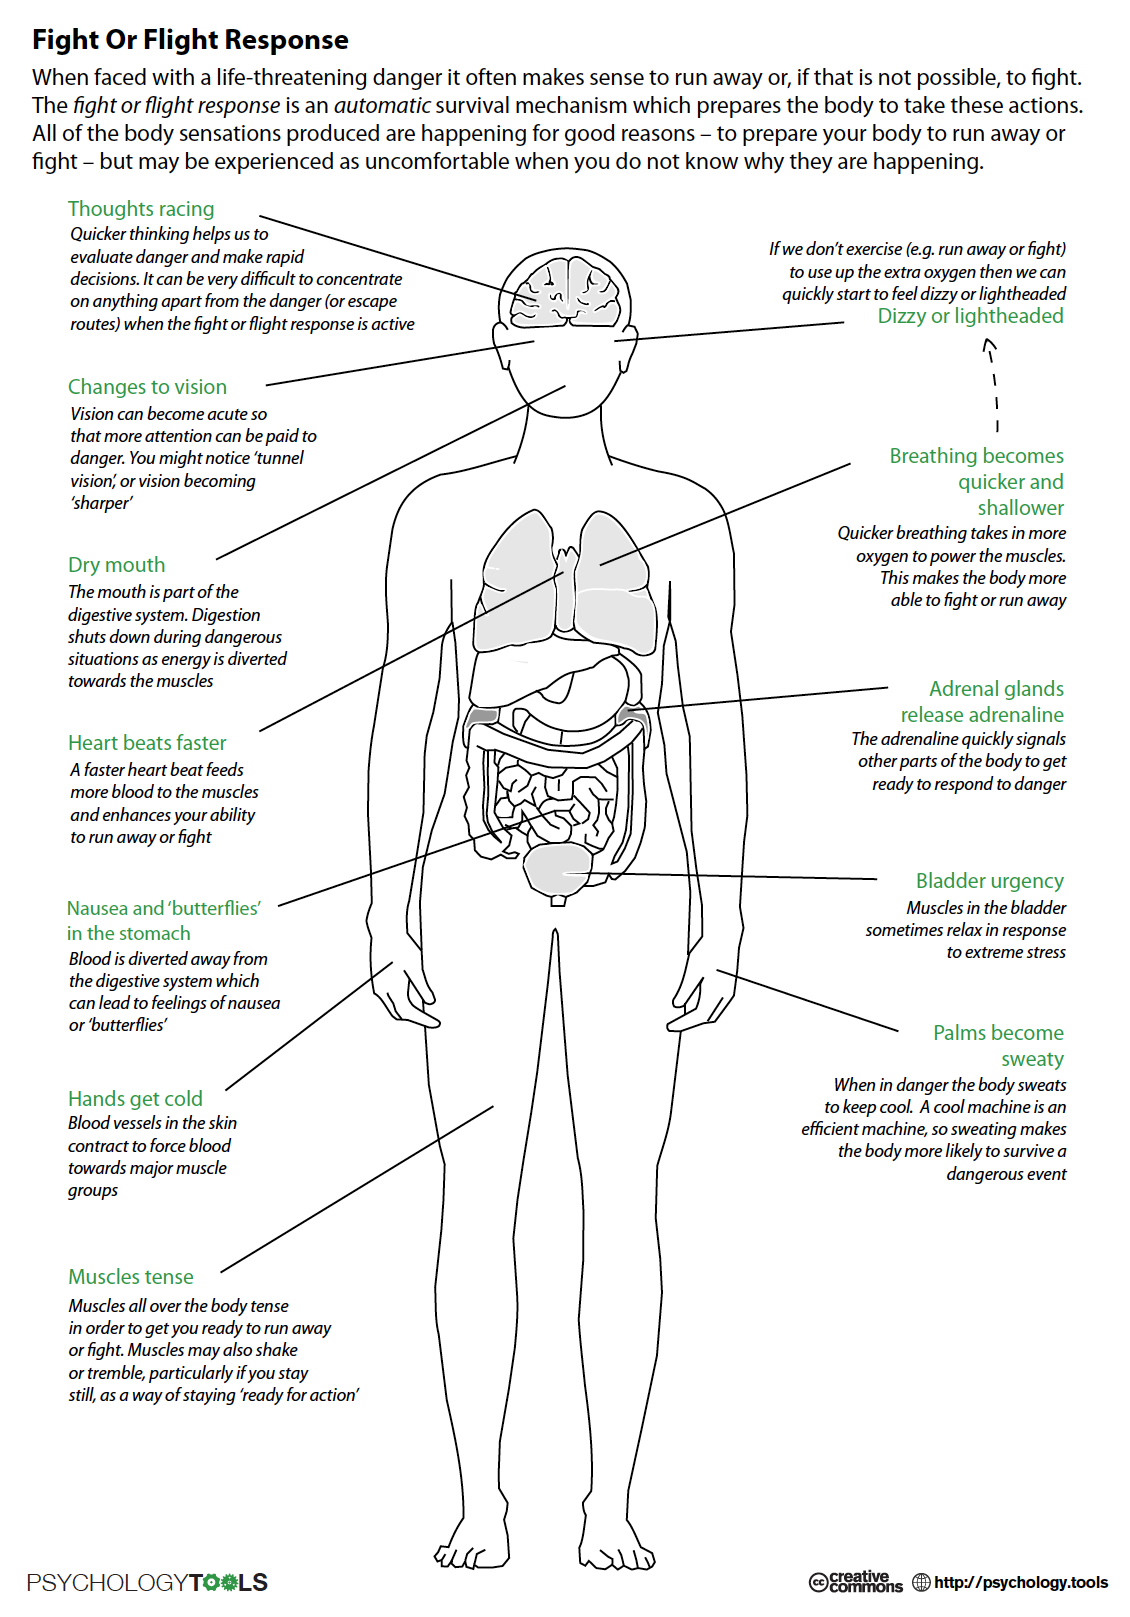 Fight Or Flight Response
When faced with a life-threatening danger it often makes sense to run away or, if that is not possible, to fight.
The fight or flight response is an automatic survival mechanism which prepares the body to take these actions.
All of the body sensations produced are happening for good reasons – to prepare your body to run away or
fight – but may be experienced as uncomfortable when you do not know why they are happening.
Thoughts racing
Quicker thinking helps us to
evaluate danger and make rapid
decisions. It can be very difficult to concentrate
on anything apart from the danger (or escape
routes) when the fight or flight response is active
Changes to vision
Vision can become acute so
that more attention can be paid to
danger. You might notice ‘tunnel
vision’, or vision becoming
‘sharper’
Dry mouth
The mouth is part of the
digestive system. Digestion
shuts down during dangerous
situations as energy is diverted
towards the muscles
Heart beats faster
A faster heart beat feeds
more blood to the muscles
and enhances your ability
to run away or fight
Nausea and ‘butterflies’
in the stomach
Blood is diverted away from
the digestive system which
can lead to feelings of nausea
or ‘butterflies’
Hands get cold
Blood vessels in the skin
contract to force blood
towards major muscle
groups
Muscles tense
Muscles all over the body tense
in order to get you ready to run away
or fight. Muscles may also shake
or tremble, particularly if you stay
still, as a way of staying ‘ready for action’
If we don’t exercise (e.g. run away or fight)
to use up the extra oxygen then we can
quickly start to feel dizzy or lightheaded
Dizzy or lightheaded
Breathing becomes
quicker and
shallower
Quicker breathing takes in more
oxygen to power the muscles.
This makes the body more
able to fight or run away
Adrenal glands
release adrenaline
The adrenaline quickly signals
other parts of the body to get
ready to respond to danger
Bladder urgency
Muscles in the bladder
sometimes relax in response
to extreme stress
Palms become
sweaty
When in danger the body sweats
to keep cool.  A cool machine is an
efficient machine, so sweating makes
the body more likely to survive a
dangerous event
PSYCHOLOGYTOOLS
cc creative
commons
http://psychology.tools